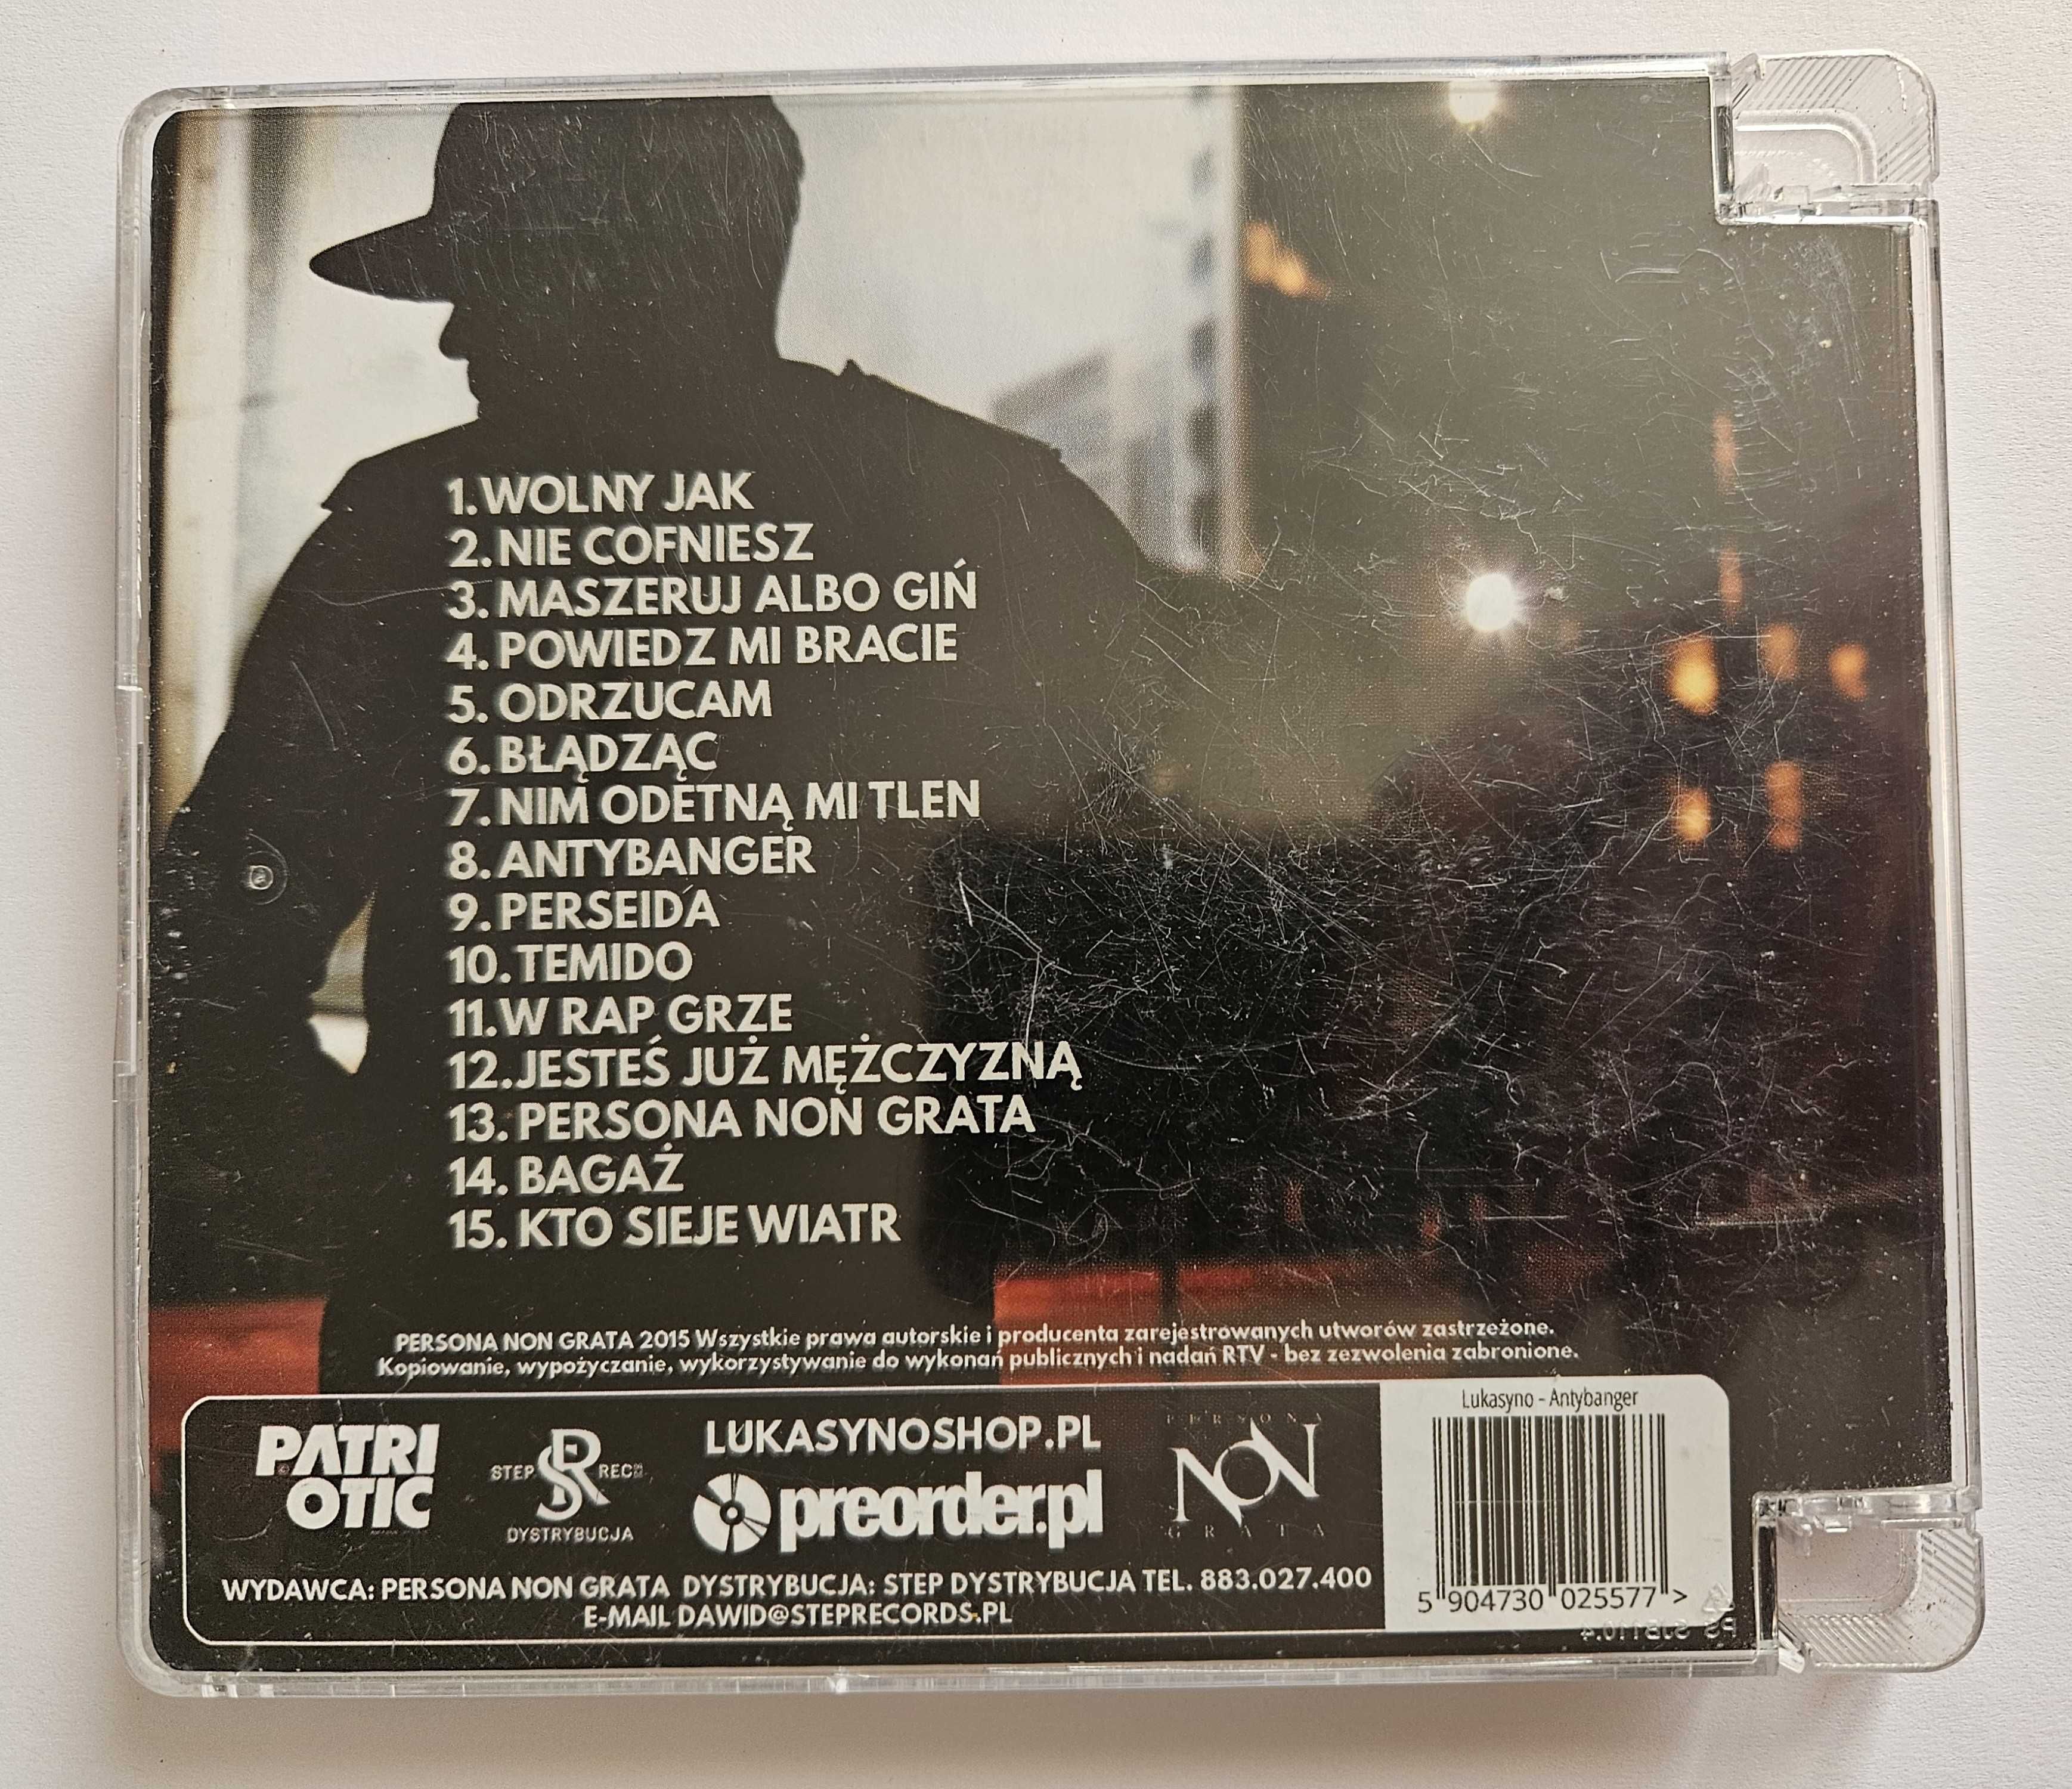 1. WOLNY JAK
2. NIE COFNIESZ
3. MASZERUJ ALBO GIŃ
4. POWIEDZ MI BRACIE
5. ODRZUCAM
6. BŁĄDZĄC
7. NIM ODETNĄ MI TLEN
8. ANTYBANGER
9. PERSEIDA
10. TEMIDO
11. W RAP GRZE
12. JESTEŚ JUŻ MĘŻCZYZNĄ
13. PERSONA NON GRATA
14. BAGAŻ
15. KTO SIEJE WIATR
PERSONA NON GRATA 2015 Wszystkie prawa autorskie i producenta zarejestrowanych utworów zastrzeżone.
Kopiowanie, wypożyczanie, wykorzystywanie do wykonań publicznych i nadań RTV - bez zezwolenia zabronione.
PATRI
OTIC
STEP SR REC
DYSTRYBUCJA
LUKASYNOSHOP.PL
preorder.pl
PERSONA
NON
GRATA
Lukasyno - Antybanger
5 904730 025577 >
WYDAWCA: PERSONA NON GRATA DYSTRYBUCJA: STEP DYSTRYBUCJA TEL. 883.027.400
E-MAIL DAWID@STEPRECORDS.PL